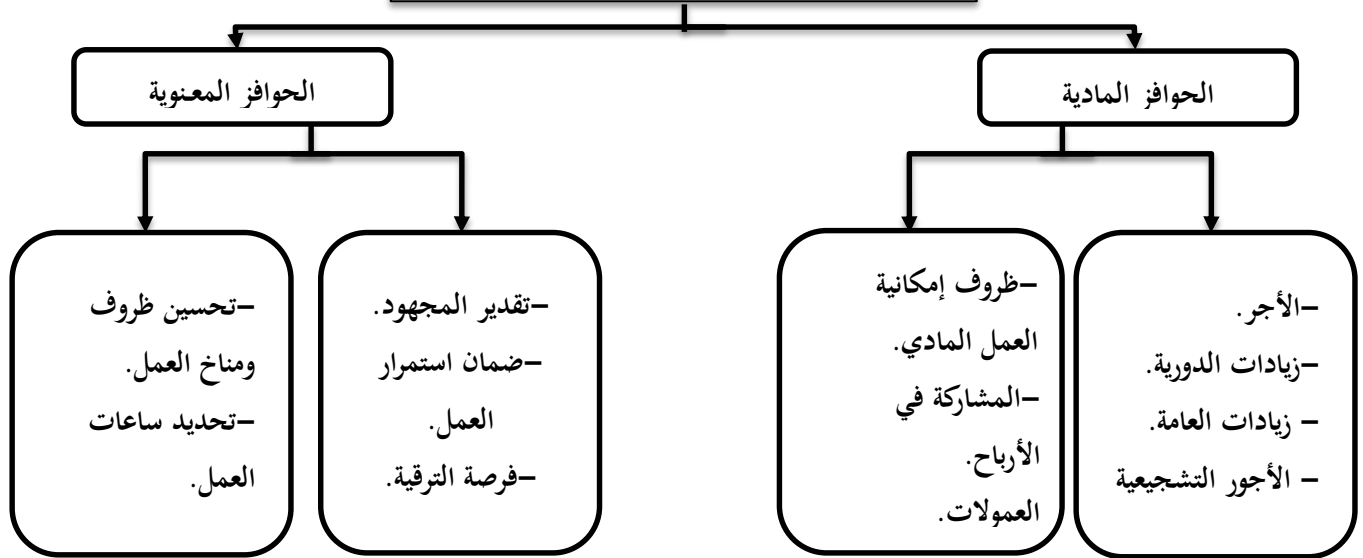 الحوافز المادية
الحوافز المعنوية
–الأجر.
–زيادات الدورية.
– زيادات العامة.
– الأجور التشجيعية
–ظروف إمكانية
العمل المادي.
–المشاركة في
الأرباح.
العمولات.
–تقدير المجهود.
–ضمان استمرار
العمل.
–فرصة الترقية.
–تحسين ظروف
ومناخ العمل.
–تحديد ساعات
العمل.